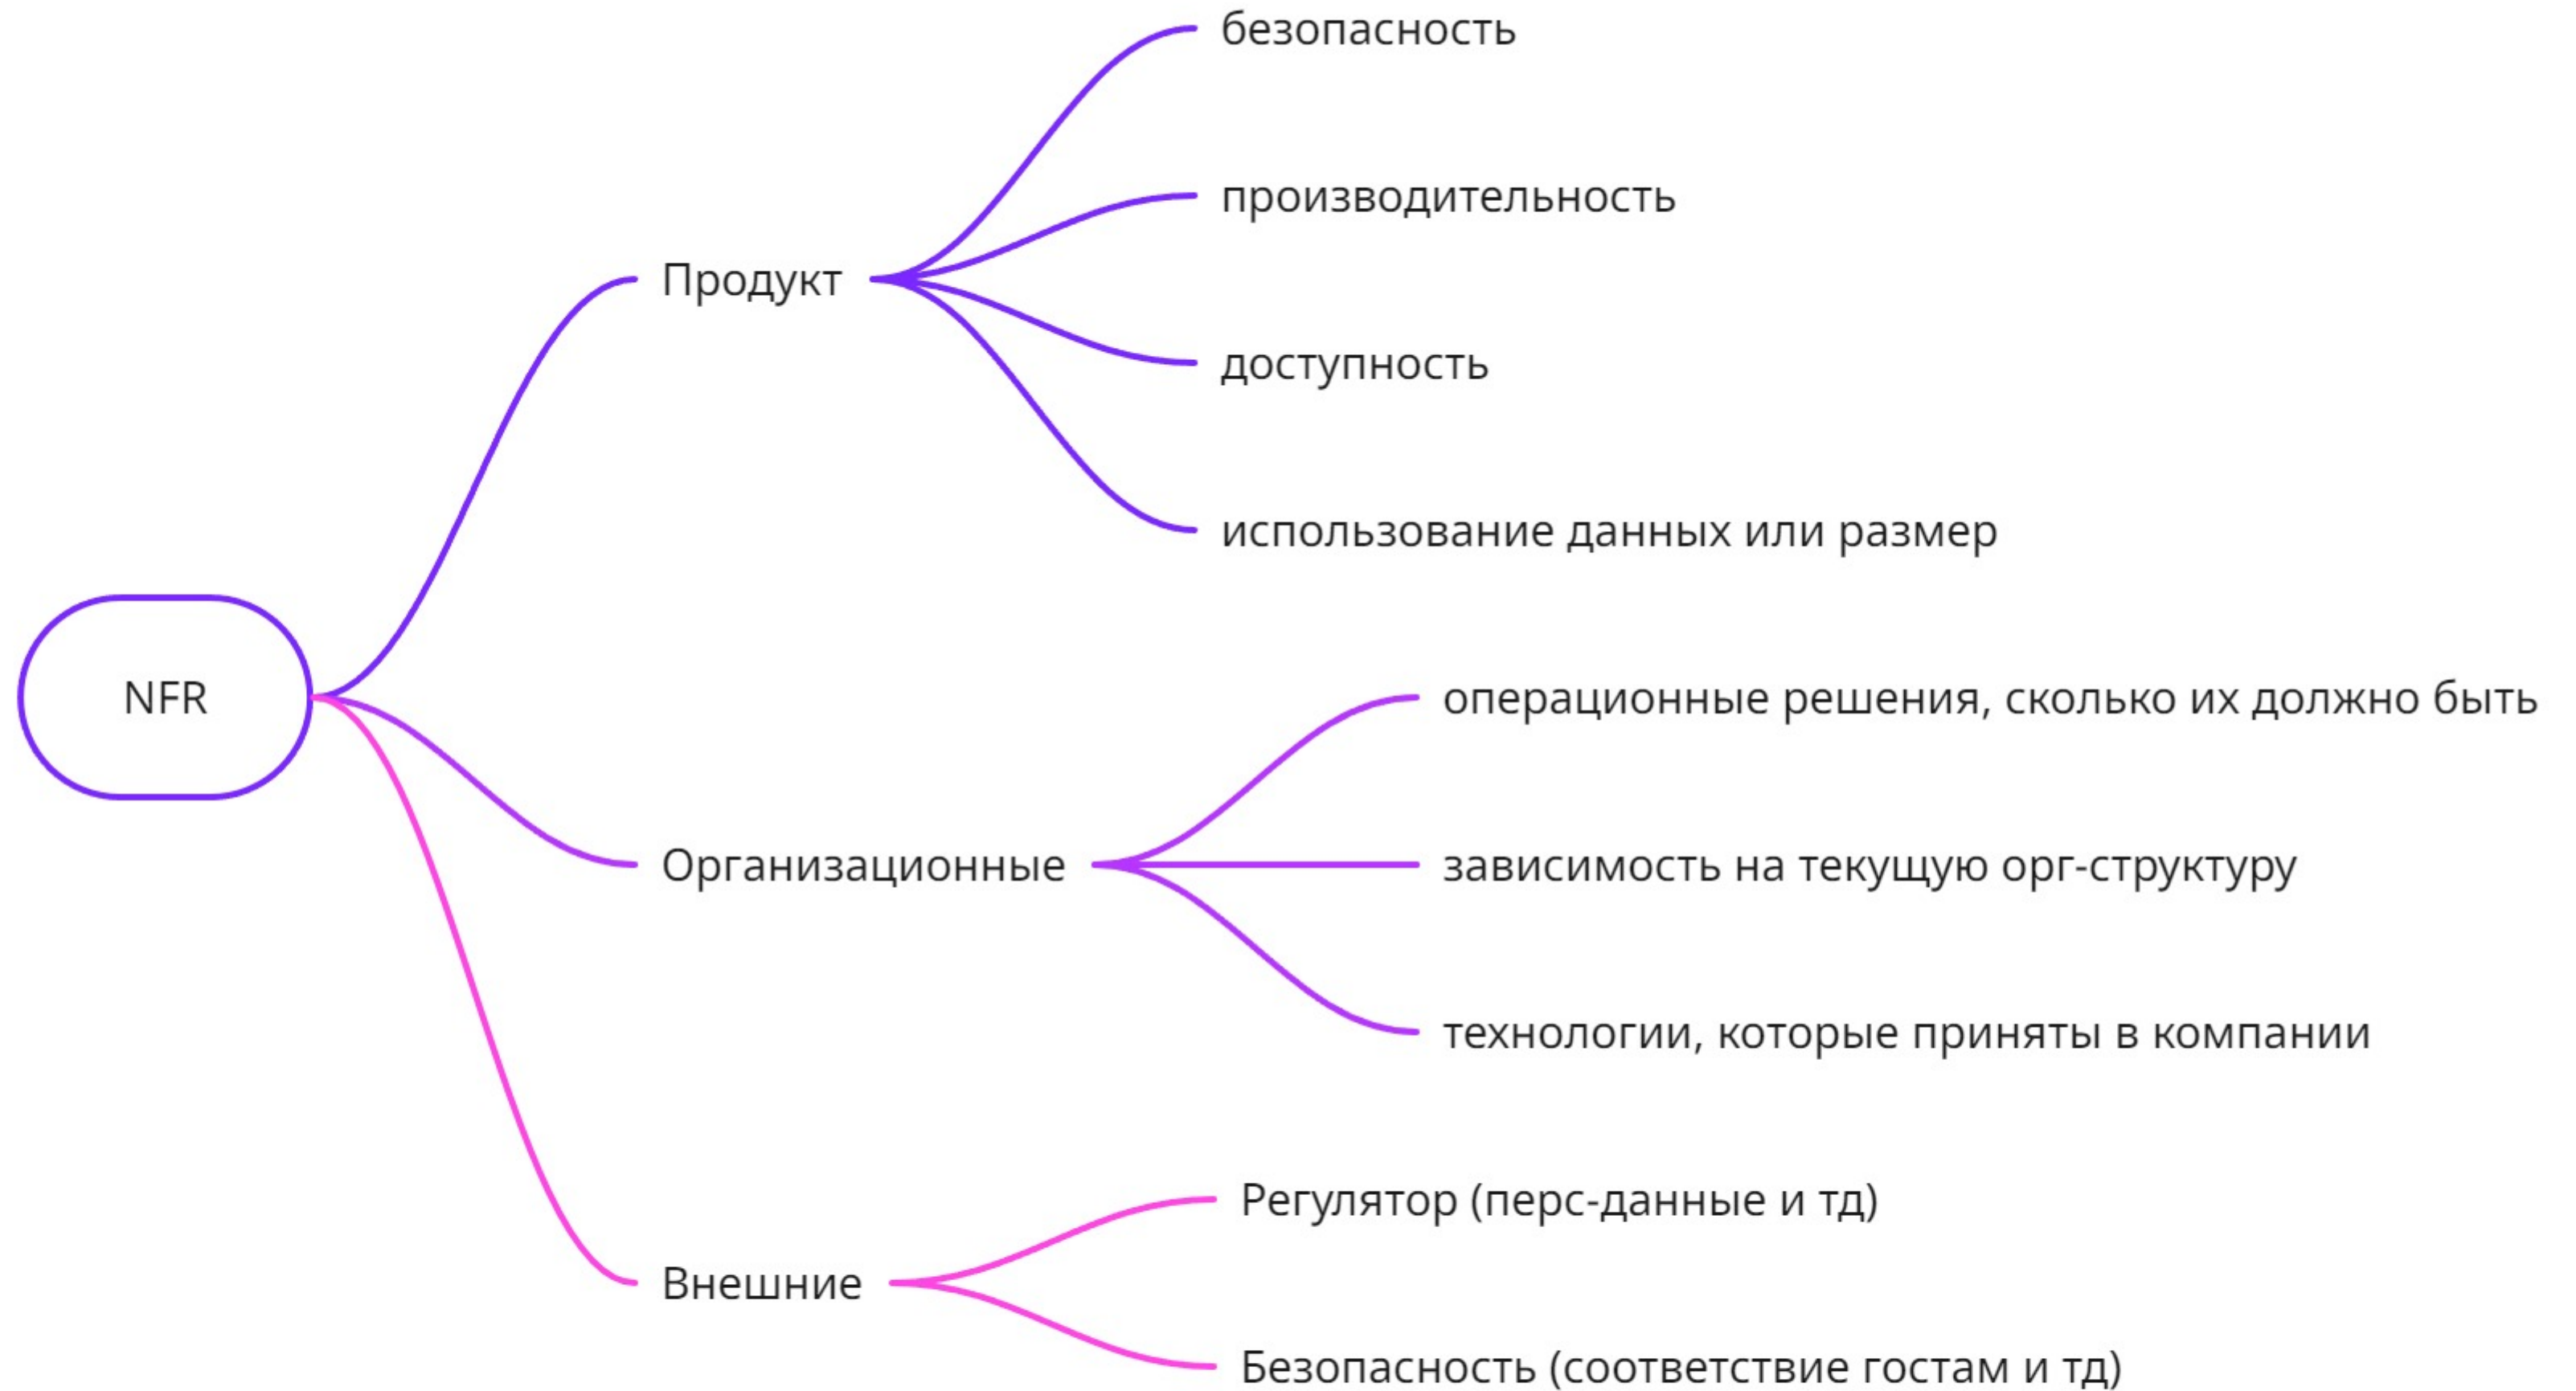 NFR
Продукт
безопасность
производительность
доступность
использование данных или размер
Организационные
операционные решения, сколько их должно быть
зависимость на текущую орг-структуру
технологии, которые приняты в компании
Внешние
Регулятор (перс-данные и тд)
Безопасность (соответствие гостам и тд)